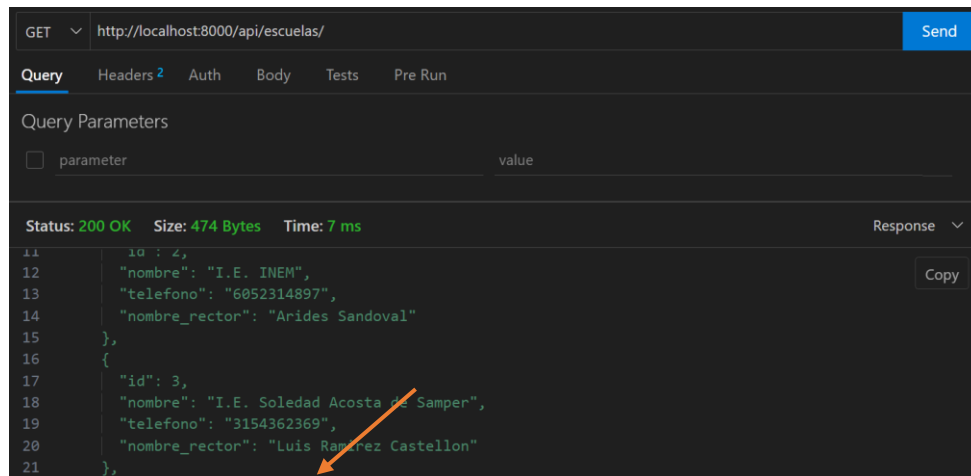 GET http://localhost:8000/api/escuelas/ Send
Query Headers 2 Auth Body Tests Pre Run
Query Parameters
parameter value
Status: 200 OK Size: 474 Bytes Time: 7 ms Response
11 "id": 2,
12 "nombre": "I.E. INEM",
Copy
13 "telefono": "6052314897",
14 "nombre_rector": "Arides Sandoval"
15 },
16 {
17 "id": 3,
18 "nombre": "I.E. Soledad Acosta de Samper",
19 "telefono": "3154362369",
20 "nombre_rector": "Luis Ramirez Castellon"
21 },